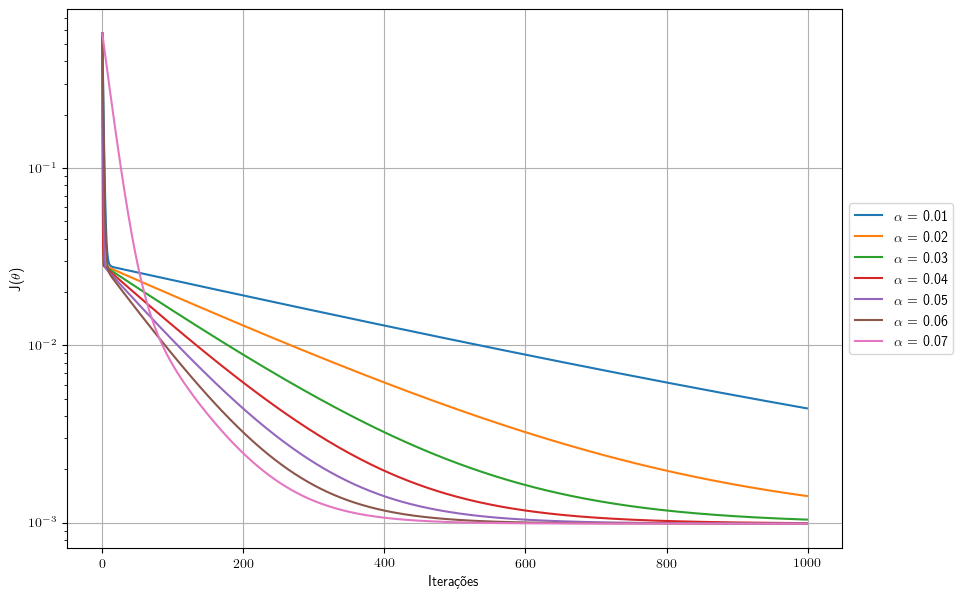 J(θ)
10⁻¹
10⁻²
10⁻³
0 200 400 600 800 1000
Iterações
α = 0.01
α = 0.02
α = 0.03
α = 0.04
α = 0.05
α = 0.06
α = 0.07